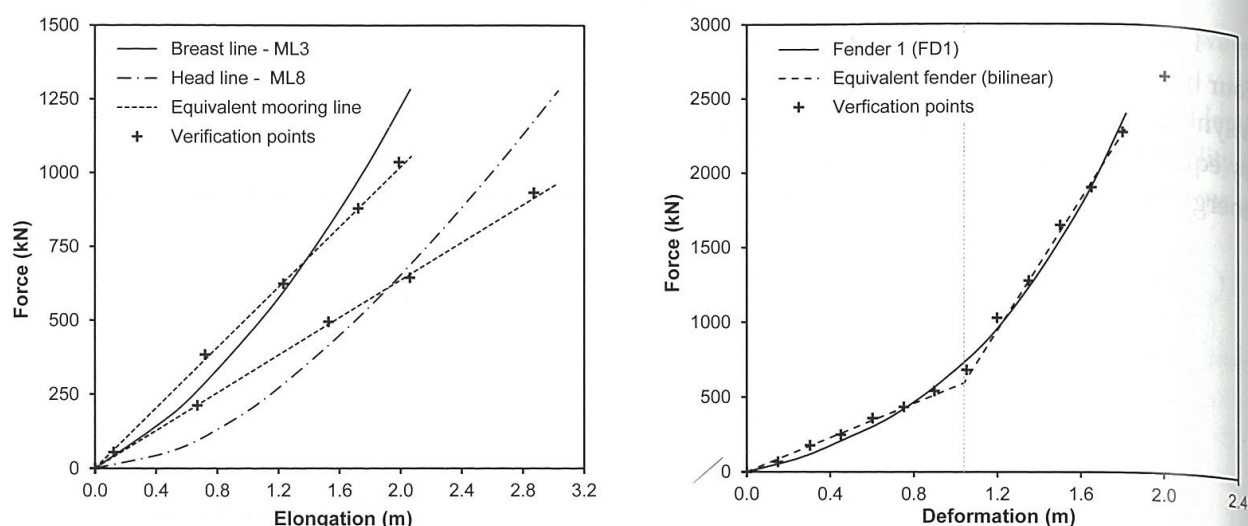 1500
1250
1000
750
500
250
0
Force (kN)
Breast line - ML3
Head line - ML8
Equivalent mooring line
Verification points
0.0 0.4 0.8 1.2 1.6 2.0 2.4 2.8 3.2
Elongation (m)
3000
2500
2000
1500
1000
500
0
Force (kN)
Fender 1 (FD1)
Equivalent fender (bilinear)
Verfication points
0.0 0.4 0.8 1.2 1.6 2.0 2.4
Deformation (m)